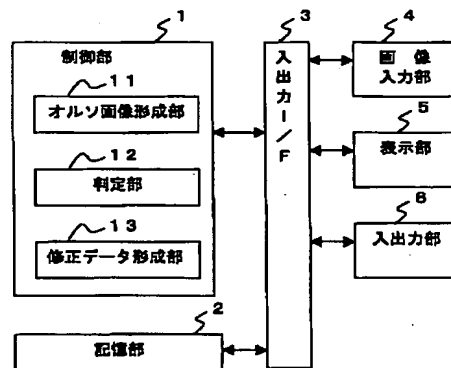 1
制御部
11
オルソ画像形成部
12
判定部
13
修正データ形成部
2
記憶部
3
入出力I/F
4
画像
入力部
5
表示部
6
入出力部